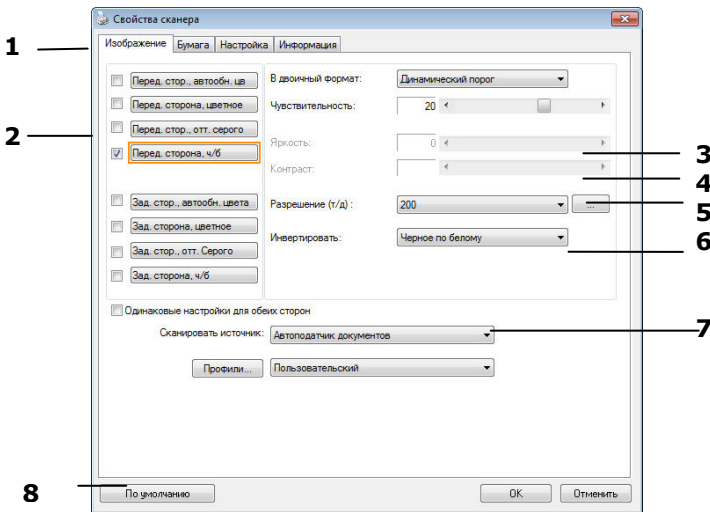 Свойства сканера
1
Изображение Бумага Настройка Информация
Перед. стор., автообн. цв
В двоичный формат: Динамический порог
Перед. сторона, цветное
Чувствительность: 20
2
Перед. стор., отт. серого
Яркость: 0
Перед. сторона, ч/б
3
Контраст:
4
Зад. стор., автообн. цвета
Разрешение (т/д) : 200 ...
5
Зад. сторона, цветное
Инвертировать: Черное по белому
6
Зад. стор., отт. Серого
Зад. сторона, ч/б
Одинаковые настройки для обеих сторон
Сканировать источник: Автоподатчик документов
7
Профили... Пользовательский
8
По умолчанию OK Отменить